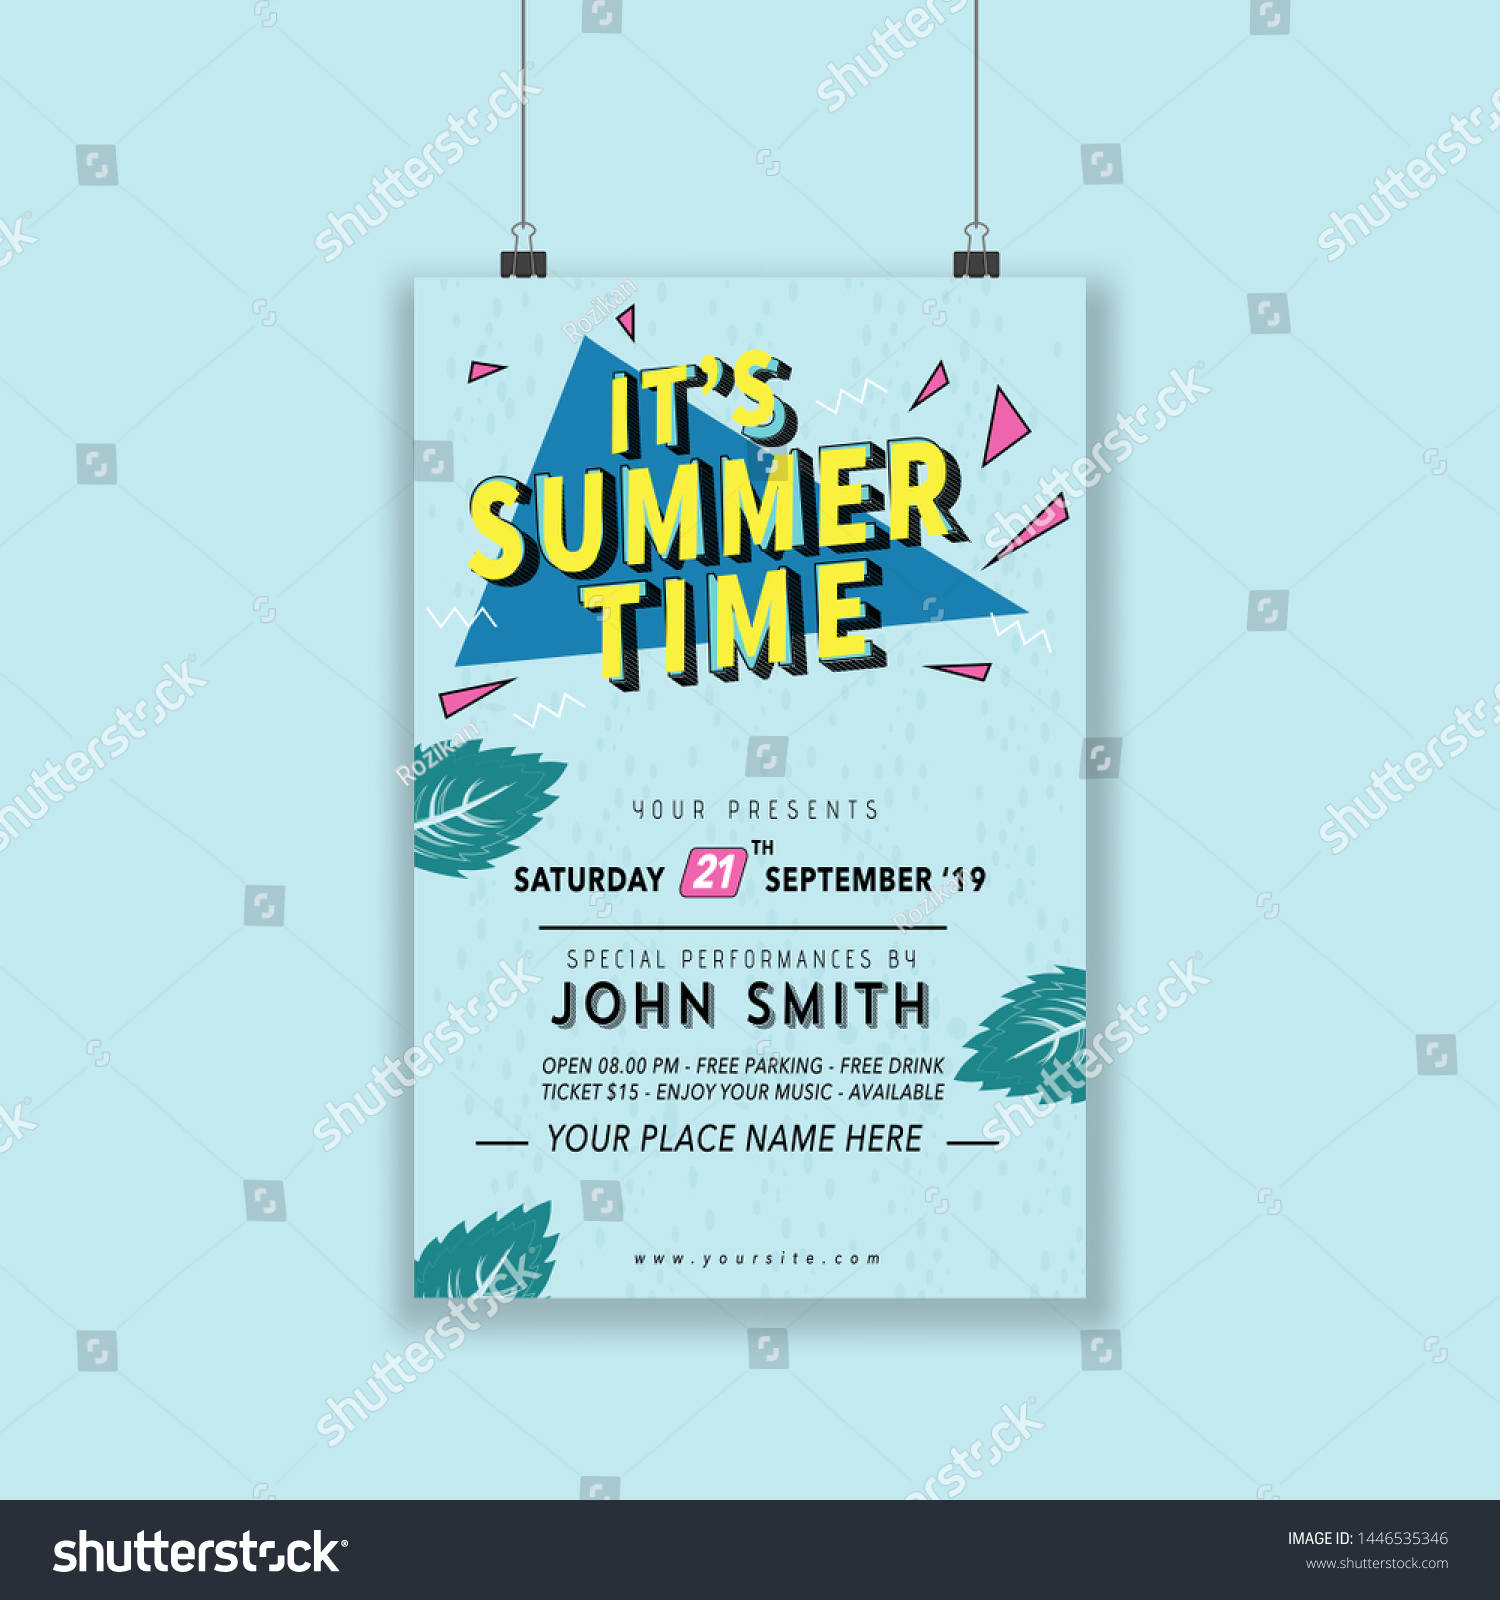 IT'S
SUMMER
TIME
YOUR PRESENTS
SATURDAY 21TH SEPTEMBER '19
SPECIAL PERFORMANCES BY
JOHN SMITH
OPEN 08.00 PM - FREE PARKING - FREE DRINK
TICKET $15 - ENJOY YOUR MUSIC - AVAILABLE
YOUR PLACE NAME HERE
www.yoursite.com
shutterstock
Rozikan
IMAGE ID: 1446535346
www.shutterstock.com